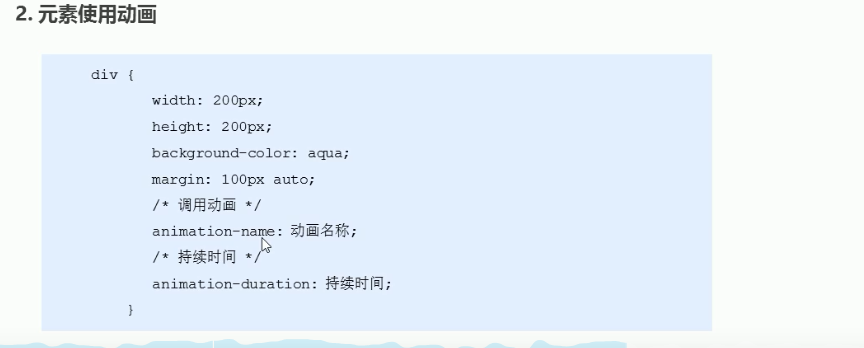 2. 元素使用动画
div {
width: 200px;
height: 200px;
background-color: aqua;
margin: 100px auto;
/* 调用动画 */
animation-name: 动画名称;
/* 持续时间 */
animation-duration: 持续时间;
}